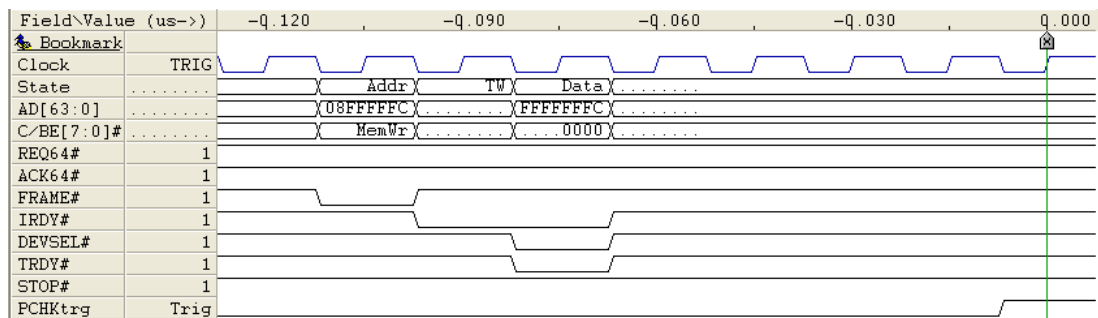 Field\Value (us->) -0.120 -0.090 -0.060 -0.030 0.000
Bookmark
Clock TRIG
State ........ Addr TW Data ........
AD[63:0] ........ 08FFFFFC ........ FFFFFFFC ........
C/BE[7:0]# ........ MemWr ........ ....0000 ........
REQ64# 1
ACK64# 1
FRAME# 1
IRDY# 1
DEVSEL# 1
TRDY# 1
STOP# 1
PCHKtrg Trig